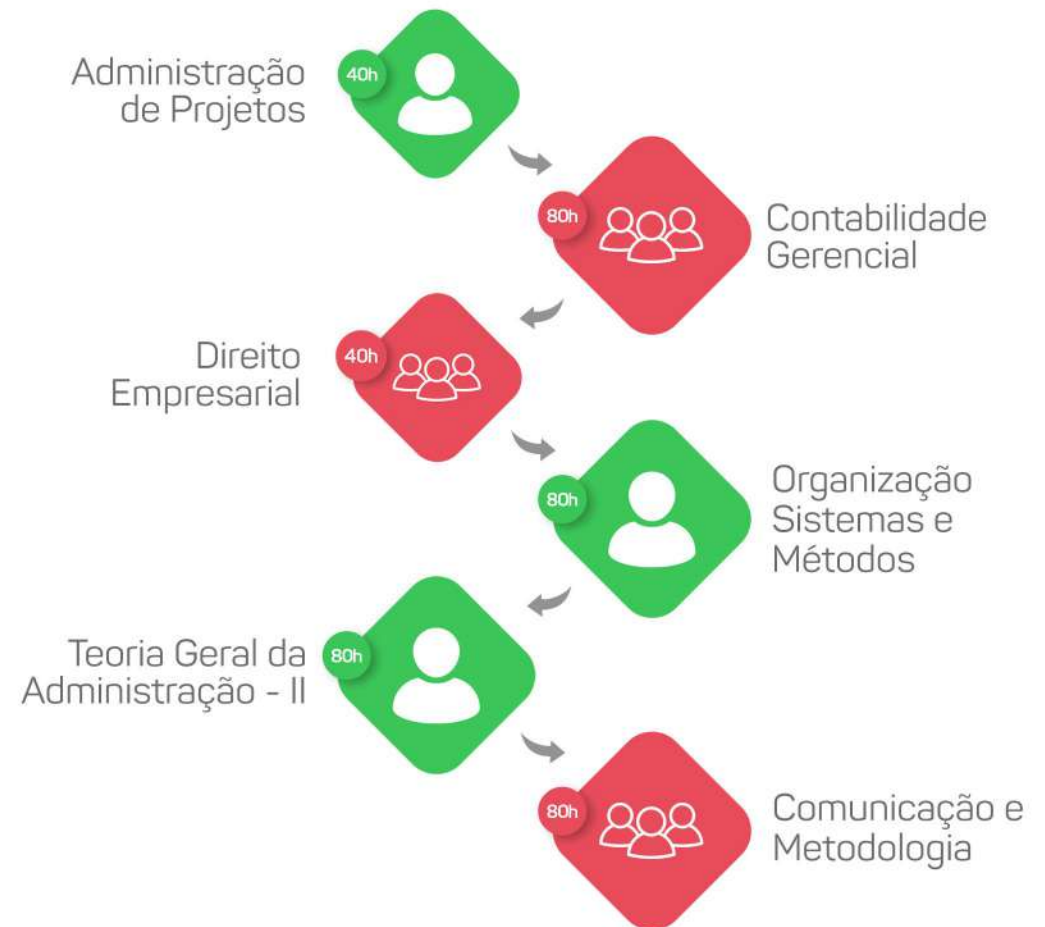 Administração
de Projetos
40h
80h
Contabilidade
Gerencial
Direito
Empresarial
40h
80h
Organização
Sistemas e
Métodos
Teoria Geral da
Administração - II
80h
80h
Comunicação e
Metodologia